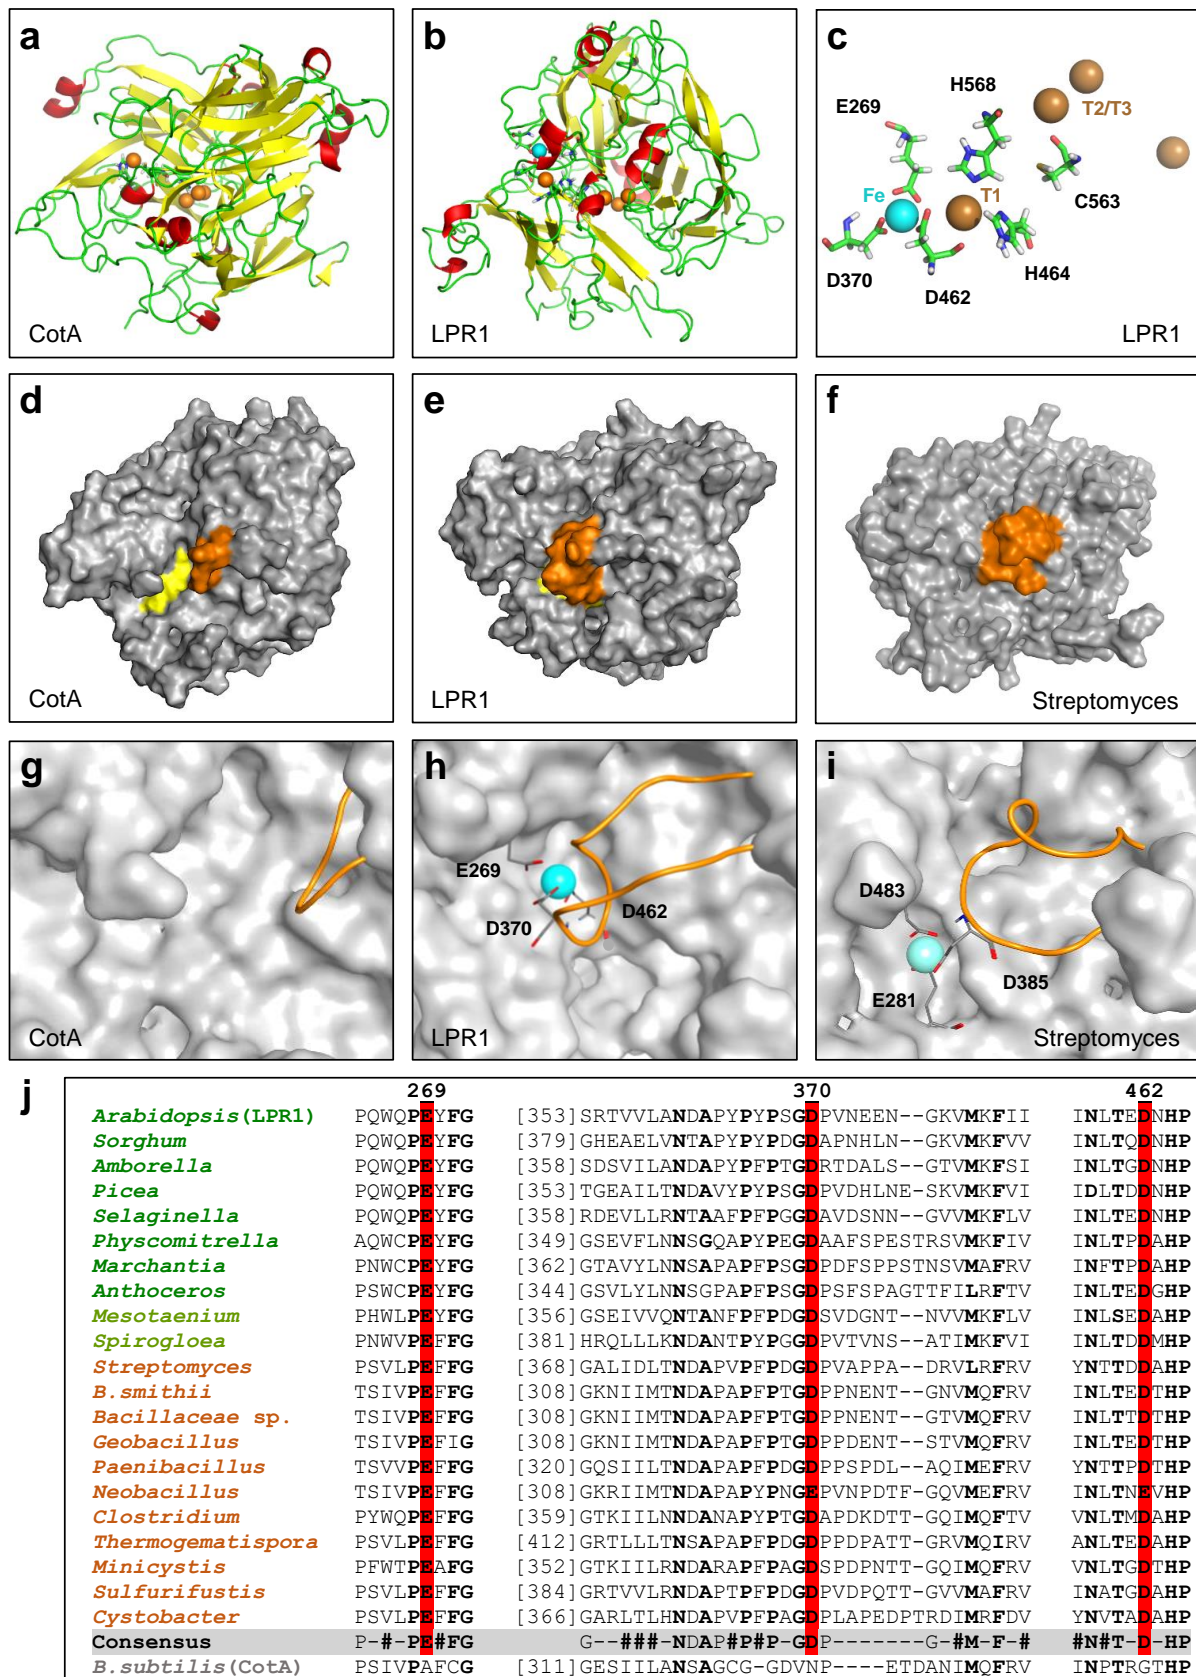 a
CotA
b
LPR1
c
H568
E269
T2/T3
Fe
T1
C563
D370
D462
H464
LPR1
d
CotA
e
LPR1
f
Streptomyces
g
CotA
h
E269
D370
D462
LPR1
i
D483
D385
E281
Streptomyces
j
269 370 462
Arabidopsis(LPR1) PQWQPEYFG [353]SRTVVLANDAPYPYPSGDPVNEEN--GKVMKFII INLTEDNHP
Sorghum PQWQPEYFG [379]GHEAELVNTAPYPYPDGDAPNHLN--GKVMKFVV INLTQDNHP
Amborella PQWQPEYFG [358]SDSVILANDAPYPFPTGDRTDALS--GTVMKFSI INLTGDNHP
Picea PQWQPEYFG [353]TGEAILTNDAVYPYPSGDPVDHLNE-SKVMKFVI IDLTDDNHP
Selaginella PQWQPEYFG [358]RDEVLLRNTAAFPFPGGDAVDSNN--GVVMKFLV INLTEDNHP
Physcomitrella AQWCPEYFG [349]GSEVFLNNSGQAPYPEGDAAFSPESTRSVMKFIV INLTDDAHP
Marchantia PNWCPEYFG [362]GTAVYLNNSAPAPFPSGDPDFSPPSTNSVMAFRV INFTPDAHP
Anthoceros PSWCPEYFG [344]GSVLYLNNSGPAPFPSGDPSFSPAGTTFILRFTV INLTEDGHP
Mesotaenium PHWLPEYFG [356]GSEIVVQNTANFPFPDGDSVDGNT--NVVMKFLV INLSEDAHP
Spirogloea PNWVPEFFG [381]HRQLLLKNDANTPYPGGDPVTVNS--ATIMKFVI INLTDDMHP
Streptomyces PSVLPEFFG [368]GALIDLTNDAPVPFPDGDPVAPPA--DRVLRFRV YNTTDDAHP
B.smithii TSIVPEFFG [308]GKNIIMTNDAPAPFPTGDPPNENT--GNVMQFRV INLTEDTHP
Bacillaceae sp. TSIVPEFFG [308]GKNIIMTNDAPAPFPTGDPPNENT--GTVMQFRV INLTTDTHP
Geobacillus TSIVPEFIG [308]GKNIIMTNDAPAPFPTGDPPDENT--STVMQFRV INLTEDTHP
Paenibacillus TSVVPEFFG [320]GQSIILTNDAPAPFPTGDPPSPDL--AQIMEFRV YNTTPDTHP
Neobacillus TSIVPEFFG [308]GKRIIMTNDAPAPYPNGEPVNPDTF-GQVMEFRV INLTNEVHP
Clostridium PYWQPEFFG [359]GTKIILNNDANAPYPTGDAPDKDTT-GQIMQFTV VNLTMDAHP
Thermogematispora PSVLPEFFG [412]GRTLLLTNSAPAPFPDGDPVDPATT-GRVMQIRV ANLTEDAHP
Minicystis PFWTPEAFG [352]GTKIILRNDARAPFPAGDSPDPNTT-GQIMQFRV VNLTGDTHP
Sulfurifustis PSVLPEFFG [384]GRTVVLRNDAPTPFPDGDPVDPQTT-GVVMAFRV INATGDAHP
Cystobacter PSVLPEFFG [366]GARLTLHNDAPVPFPAGDPLAPEDPTRDIMRFDV YNVTADAHP
Consensus P-#-PE#FG G--###-NDAP#P#P-GDP-------G-#M-F-# #N#T-D-HP
B.subtilis(CotA) PSIVPAFCG [311]GESIILANSAGCG-GDVNP----ETDANIMQFRV INPTRGTHP